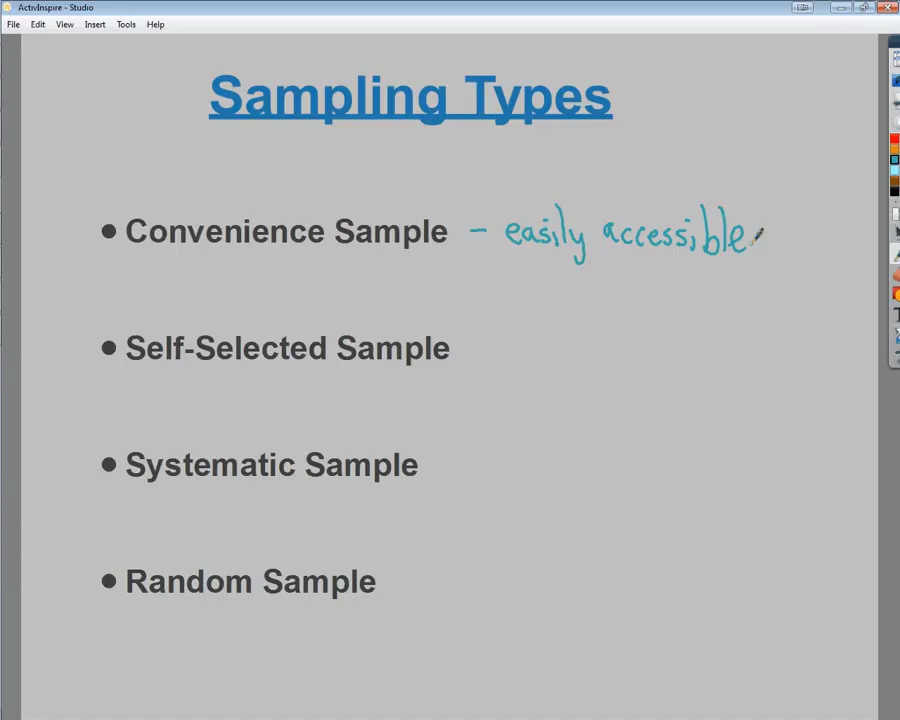 ActivInspire - Studio
File Edit View Insert Tools Help
Sampling Types
• Convenience Sample - easily accessible
• Self-Selected Sample
• Systematic Sample
• Random Sample